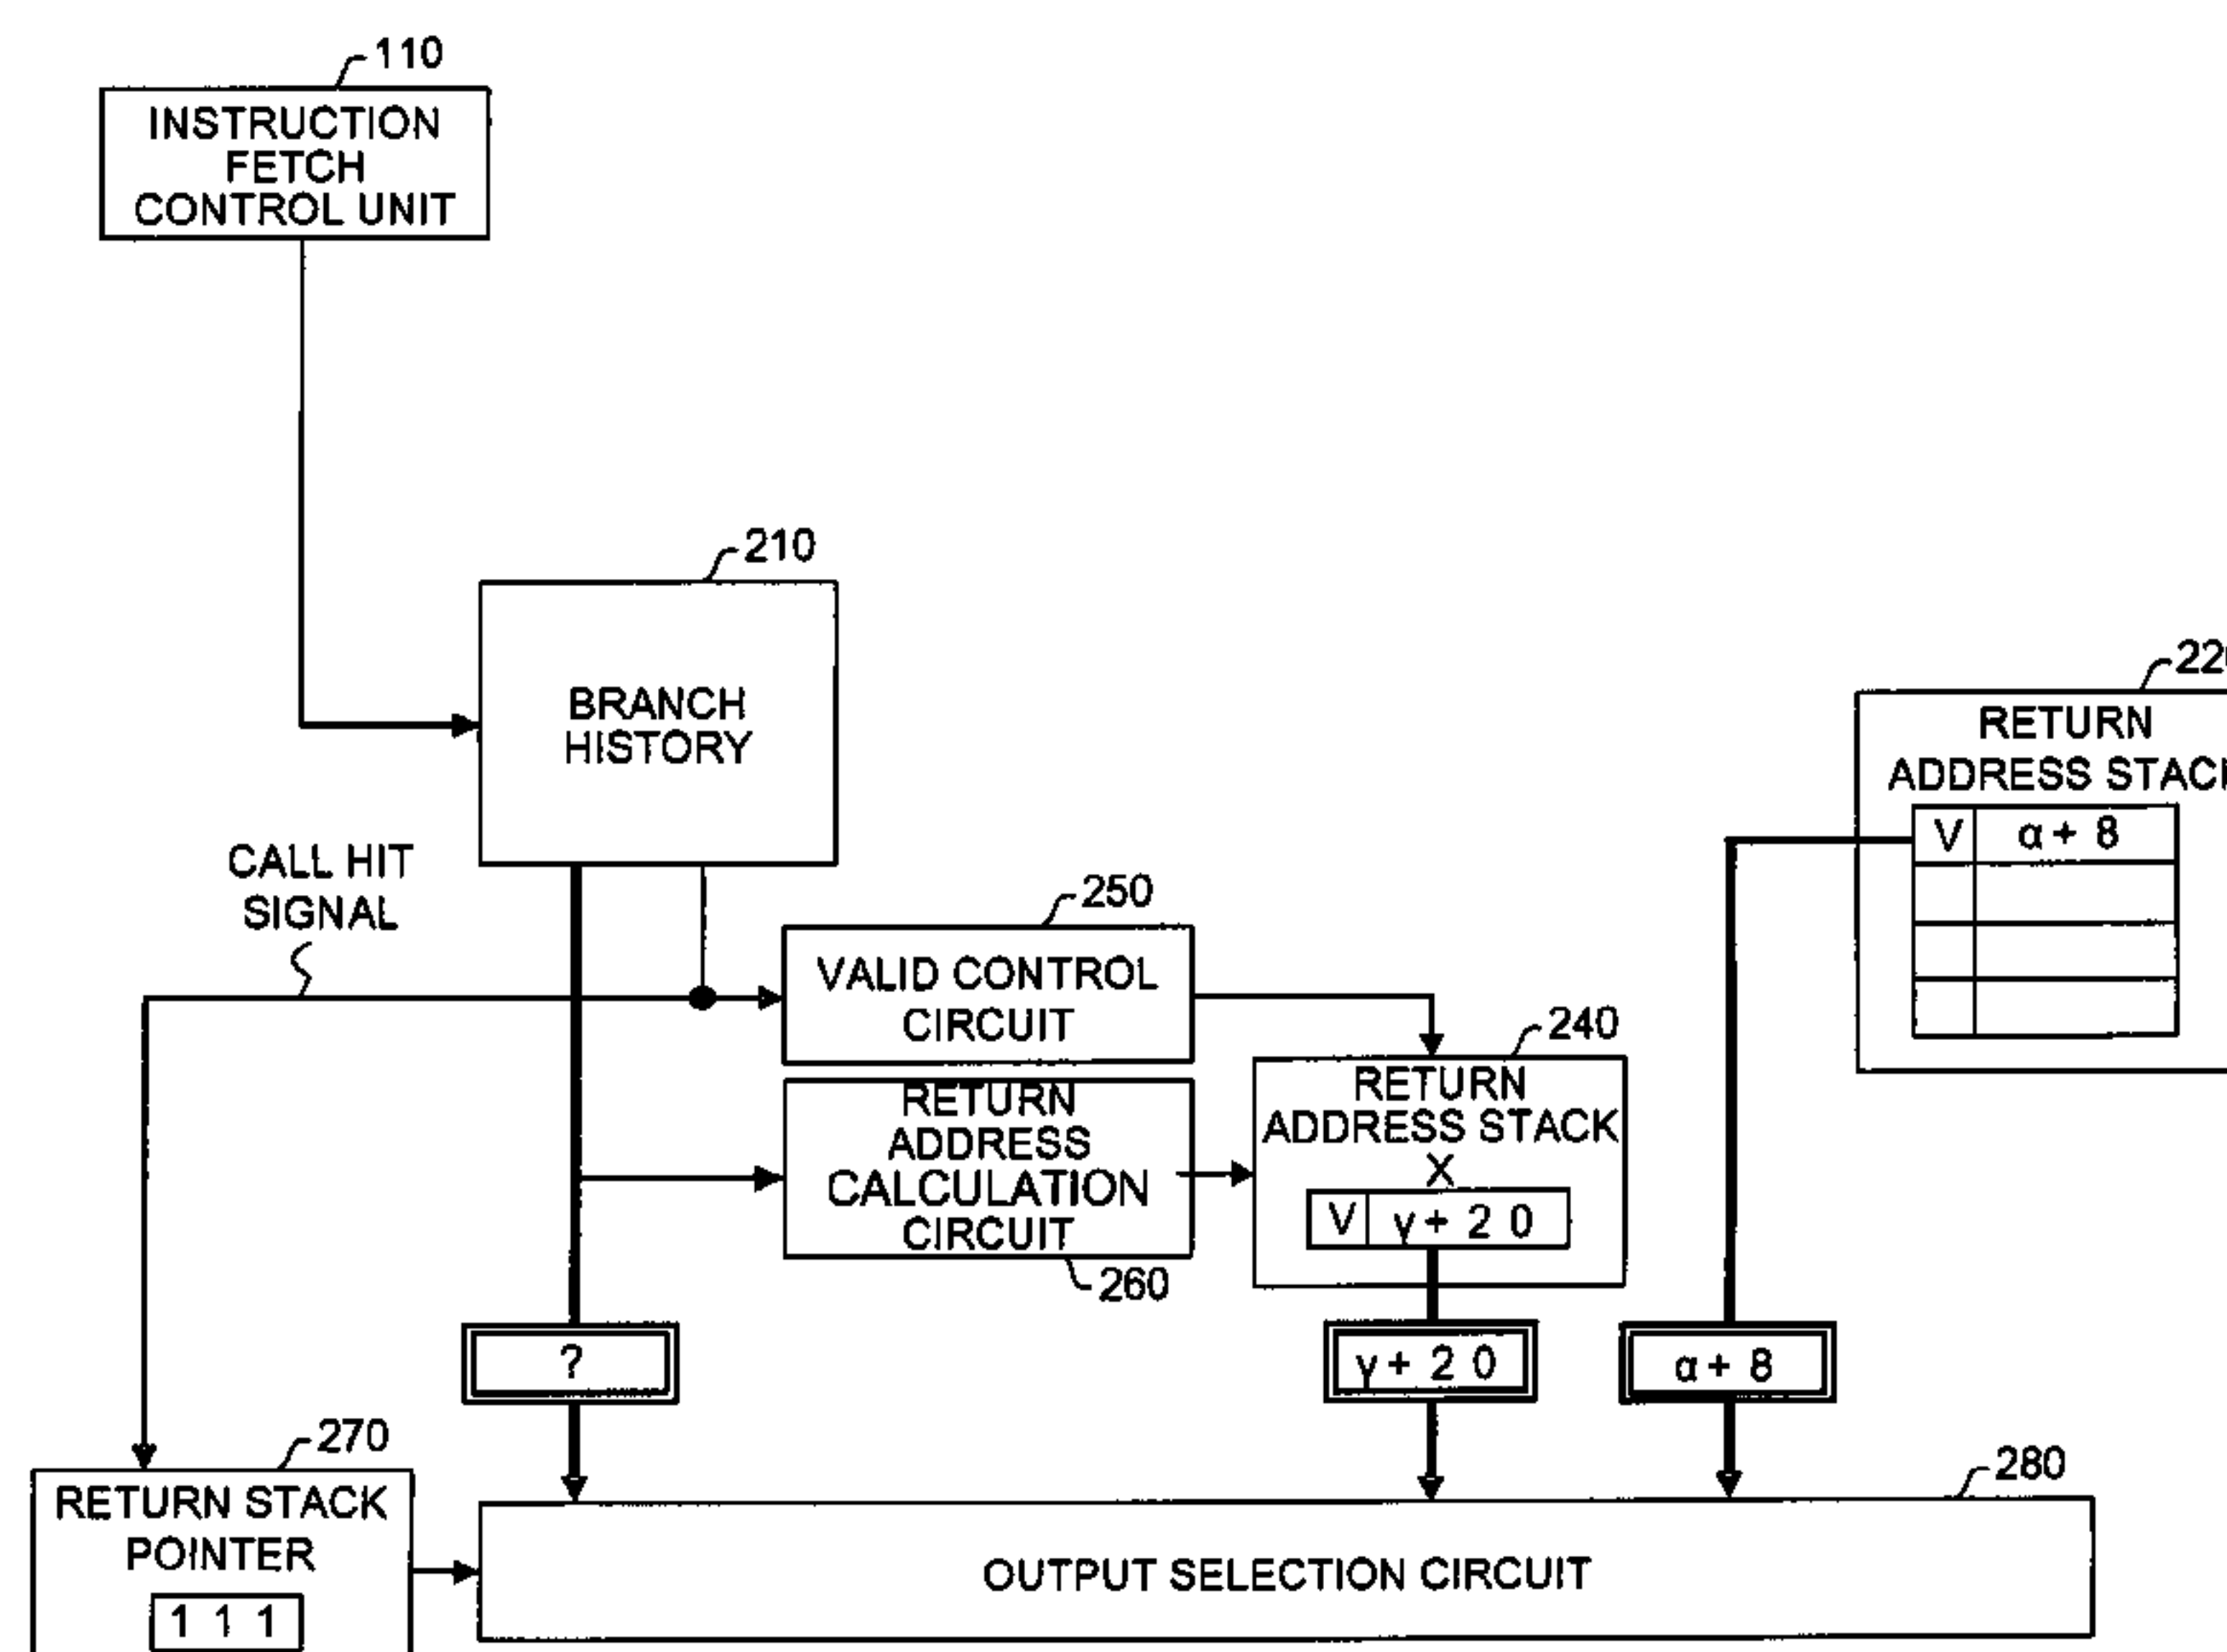 110
INSTRUCTION
FETCH
CONTROL UNIT
210
BRANCH
HISTORY
CALL HIT
SIGNAL
250
VALID CONTROL
CIRCUIT
RETURN
ADDRESS
CALCULATION
CIRCUIT
260
240
RETURN
ADDRESS STACK
X
V γ+ 2 0
22
RETURN
ADDRESS STAC
V α+ 8
?
γ+ 2 0
α+ 8
270
RETURN STACK
POINTER
1 1 1
280
OUTPUT SELECTION CIRCUIT